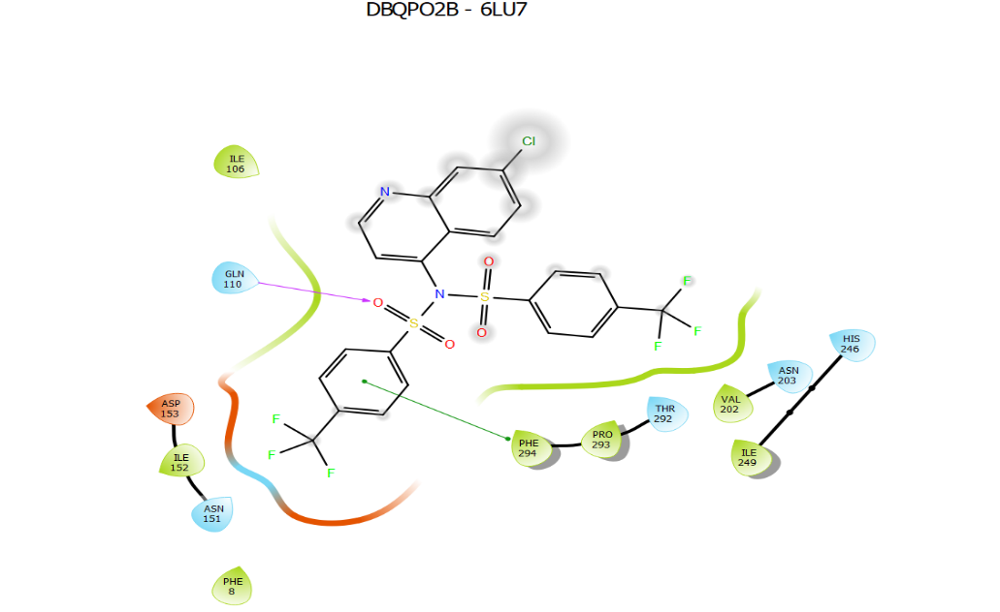 DBQPO2B - 6LU7
Cl
ILE
106
N
GLN
110
O
O
F
N
S
O
S
O
O
F
F
HIS
246
ASN
203
VAL
202
ASP
153
THR
292
F
PRO
293
PHE
294
ILE
249
F
ILE
152
F
ASN
151
PHE
8